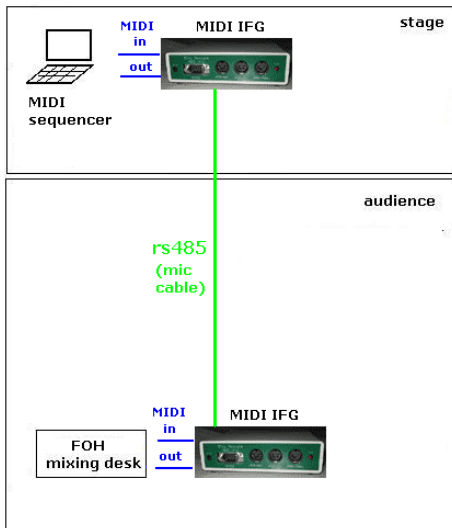 stage
MIDI
in
out
MIDI IFG
MIDI
sequencer
audience
rs485
(mic
cable)
MIDI
in
out
MIDI IFG
FOH
mixing desk